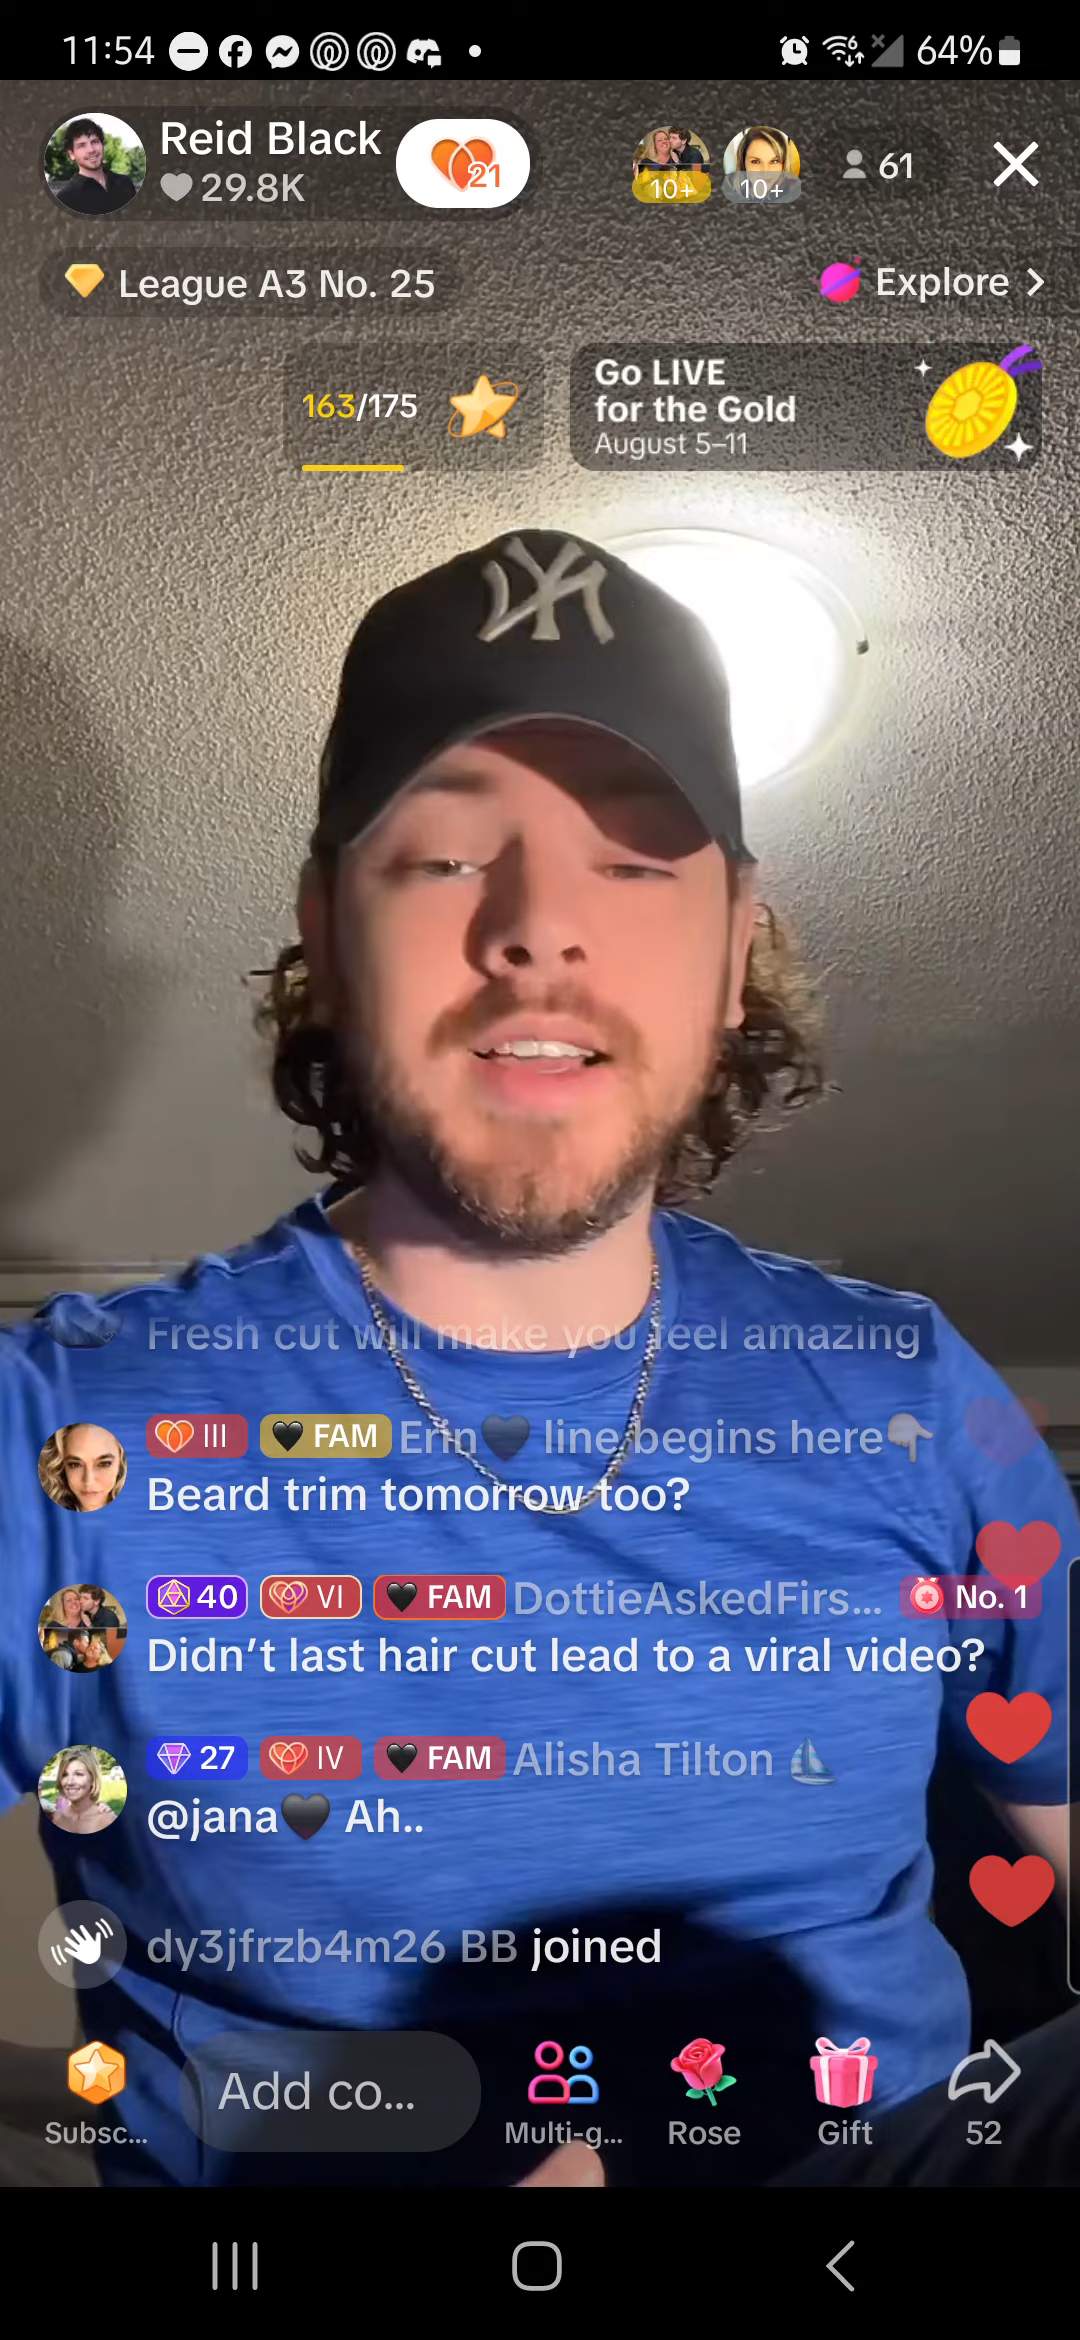 11:54 64%
Reid Black
29.8K
21
10+ 10+ 61
League A3 No. 25
Explore
163/175
Go LIVE
for the Gold
August 5–11
NY
Fresh cut will make you feel amazing
III 🖤 FAM Erin🖤 line begins here👇
Beard trim tomorrow too?
40 VI 🖤 FAM DottieAskedFirs... No. 1
Didn’t last hair cut lead to a viral video?
27 IV 🖤 FAM Alisha Tilton ⛵
@jana🖤 Ah..
dy3jfrzb4m26 BB joined
Add co...
Subsc... Multi-g... Rose Gift 52